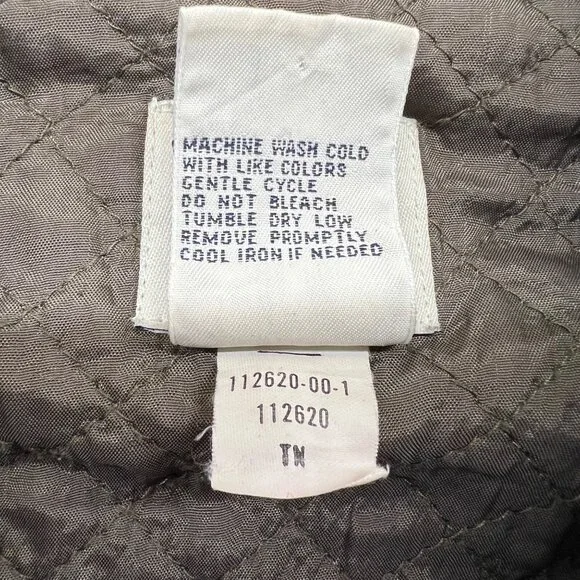 MACHINE WASH COLD
WITH LIKE COLORS
GENTLE CYCLE
DO NOT BLEACH
TUMBLE DRY LOW
REMOVE PROMPTLY
COOL IRON IF NEEDED
112620-00-1
112620
TN